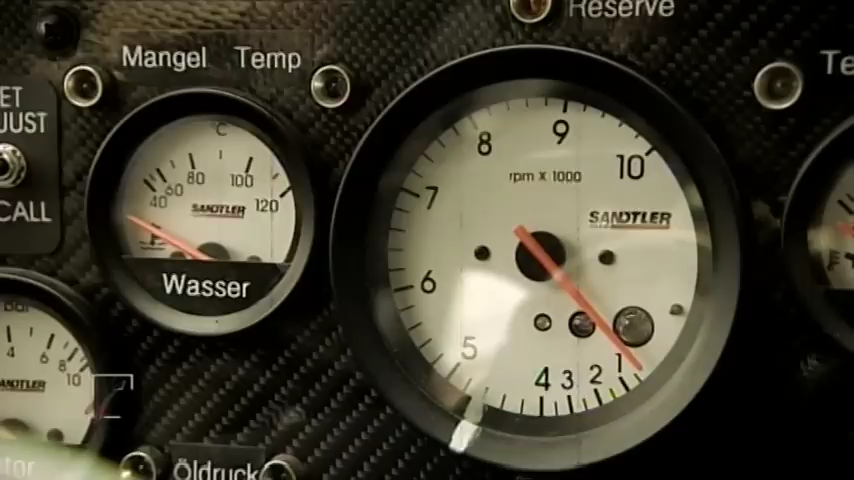 Reserve
Mangel Temp
Te
ET
JUST
CALL
C
40 60 80 100 120
SANDTLER
Wasser
1 2 3 4 5 6 7 8 9 10
rpm x 1000
SANDTLER
bar
4 6 8 10
SANDTLER
tor
Öldruck
E